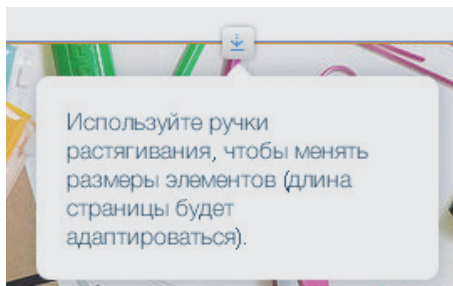 Используйте ручки
растягивания, чтобы менять
размеры элементов (длина
страницы будет
адаптироваться).